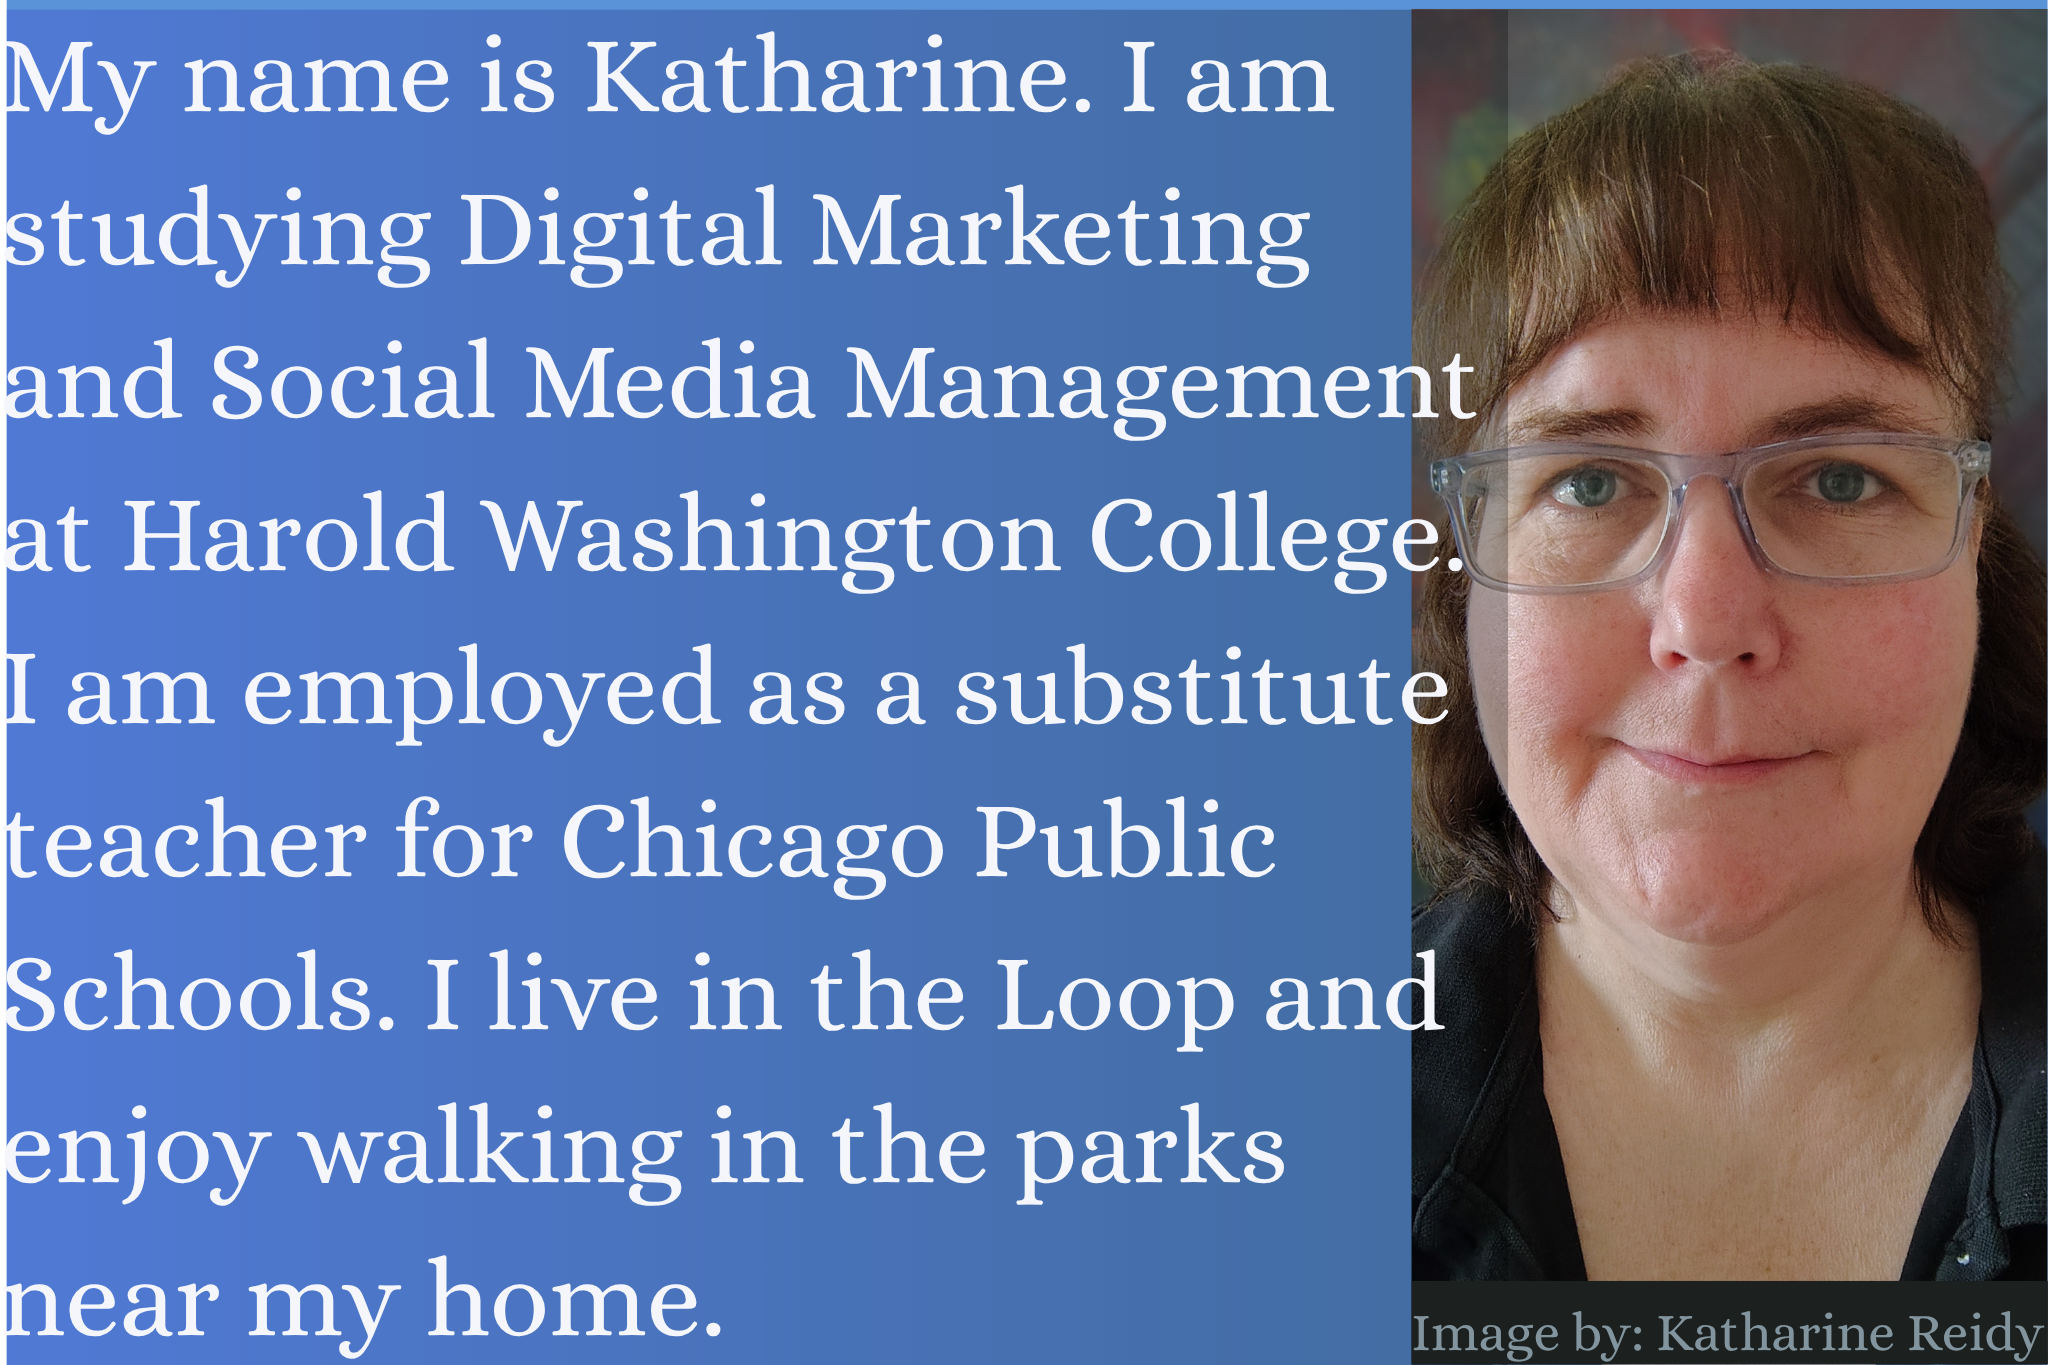 My name is Katharine. I am
studying Digital Marketing
and Social Media Management
at Harold Washington College.
I am employed as a substitute
teacher for Chicago Public
Schools. I live in the Loop and
enjoy walking in the parks
near my home.
Image by: Katharine Reidy